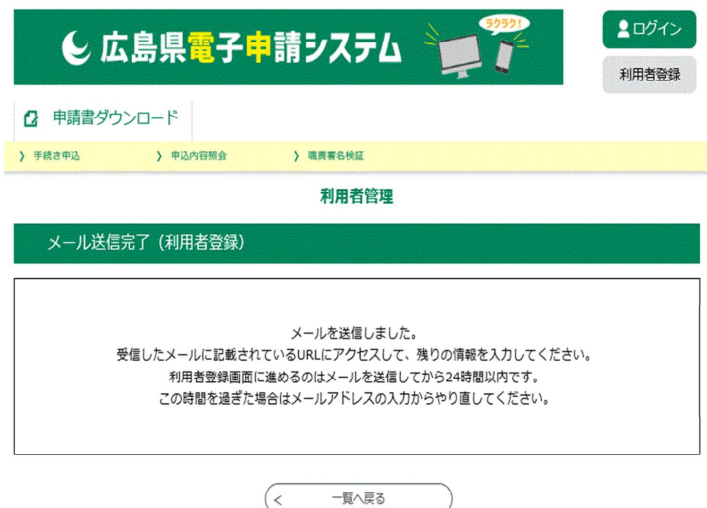 広島県電子申請システム
ラクラク!
ログイン
利用者登録
申請書ダウンロード
手続き申込
申込内容照会
職責署名検証
利用者管理
メール送信完了(利用者登録)
メールを送信しました。
受信したメールに記載されているURLにアクセスして、残りの情報を入力してください。
利用者登録画面に進めるのはメールを送信してから24時間以内です。
この時間を過ぎた場合はメールアドレスの入力からやり直してください。
< 一覧へ戻る